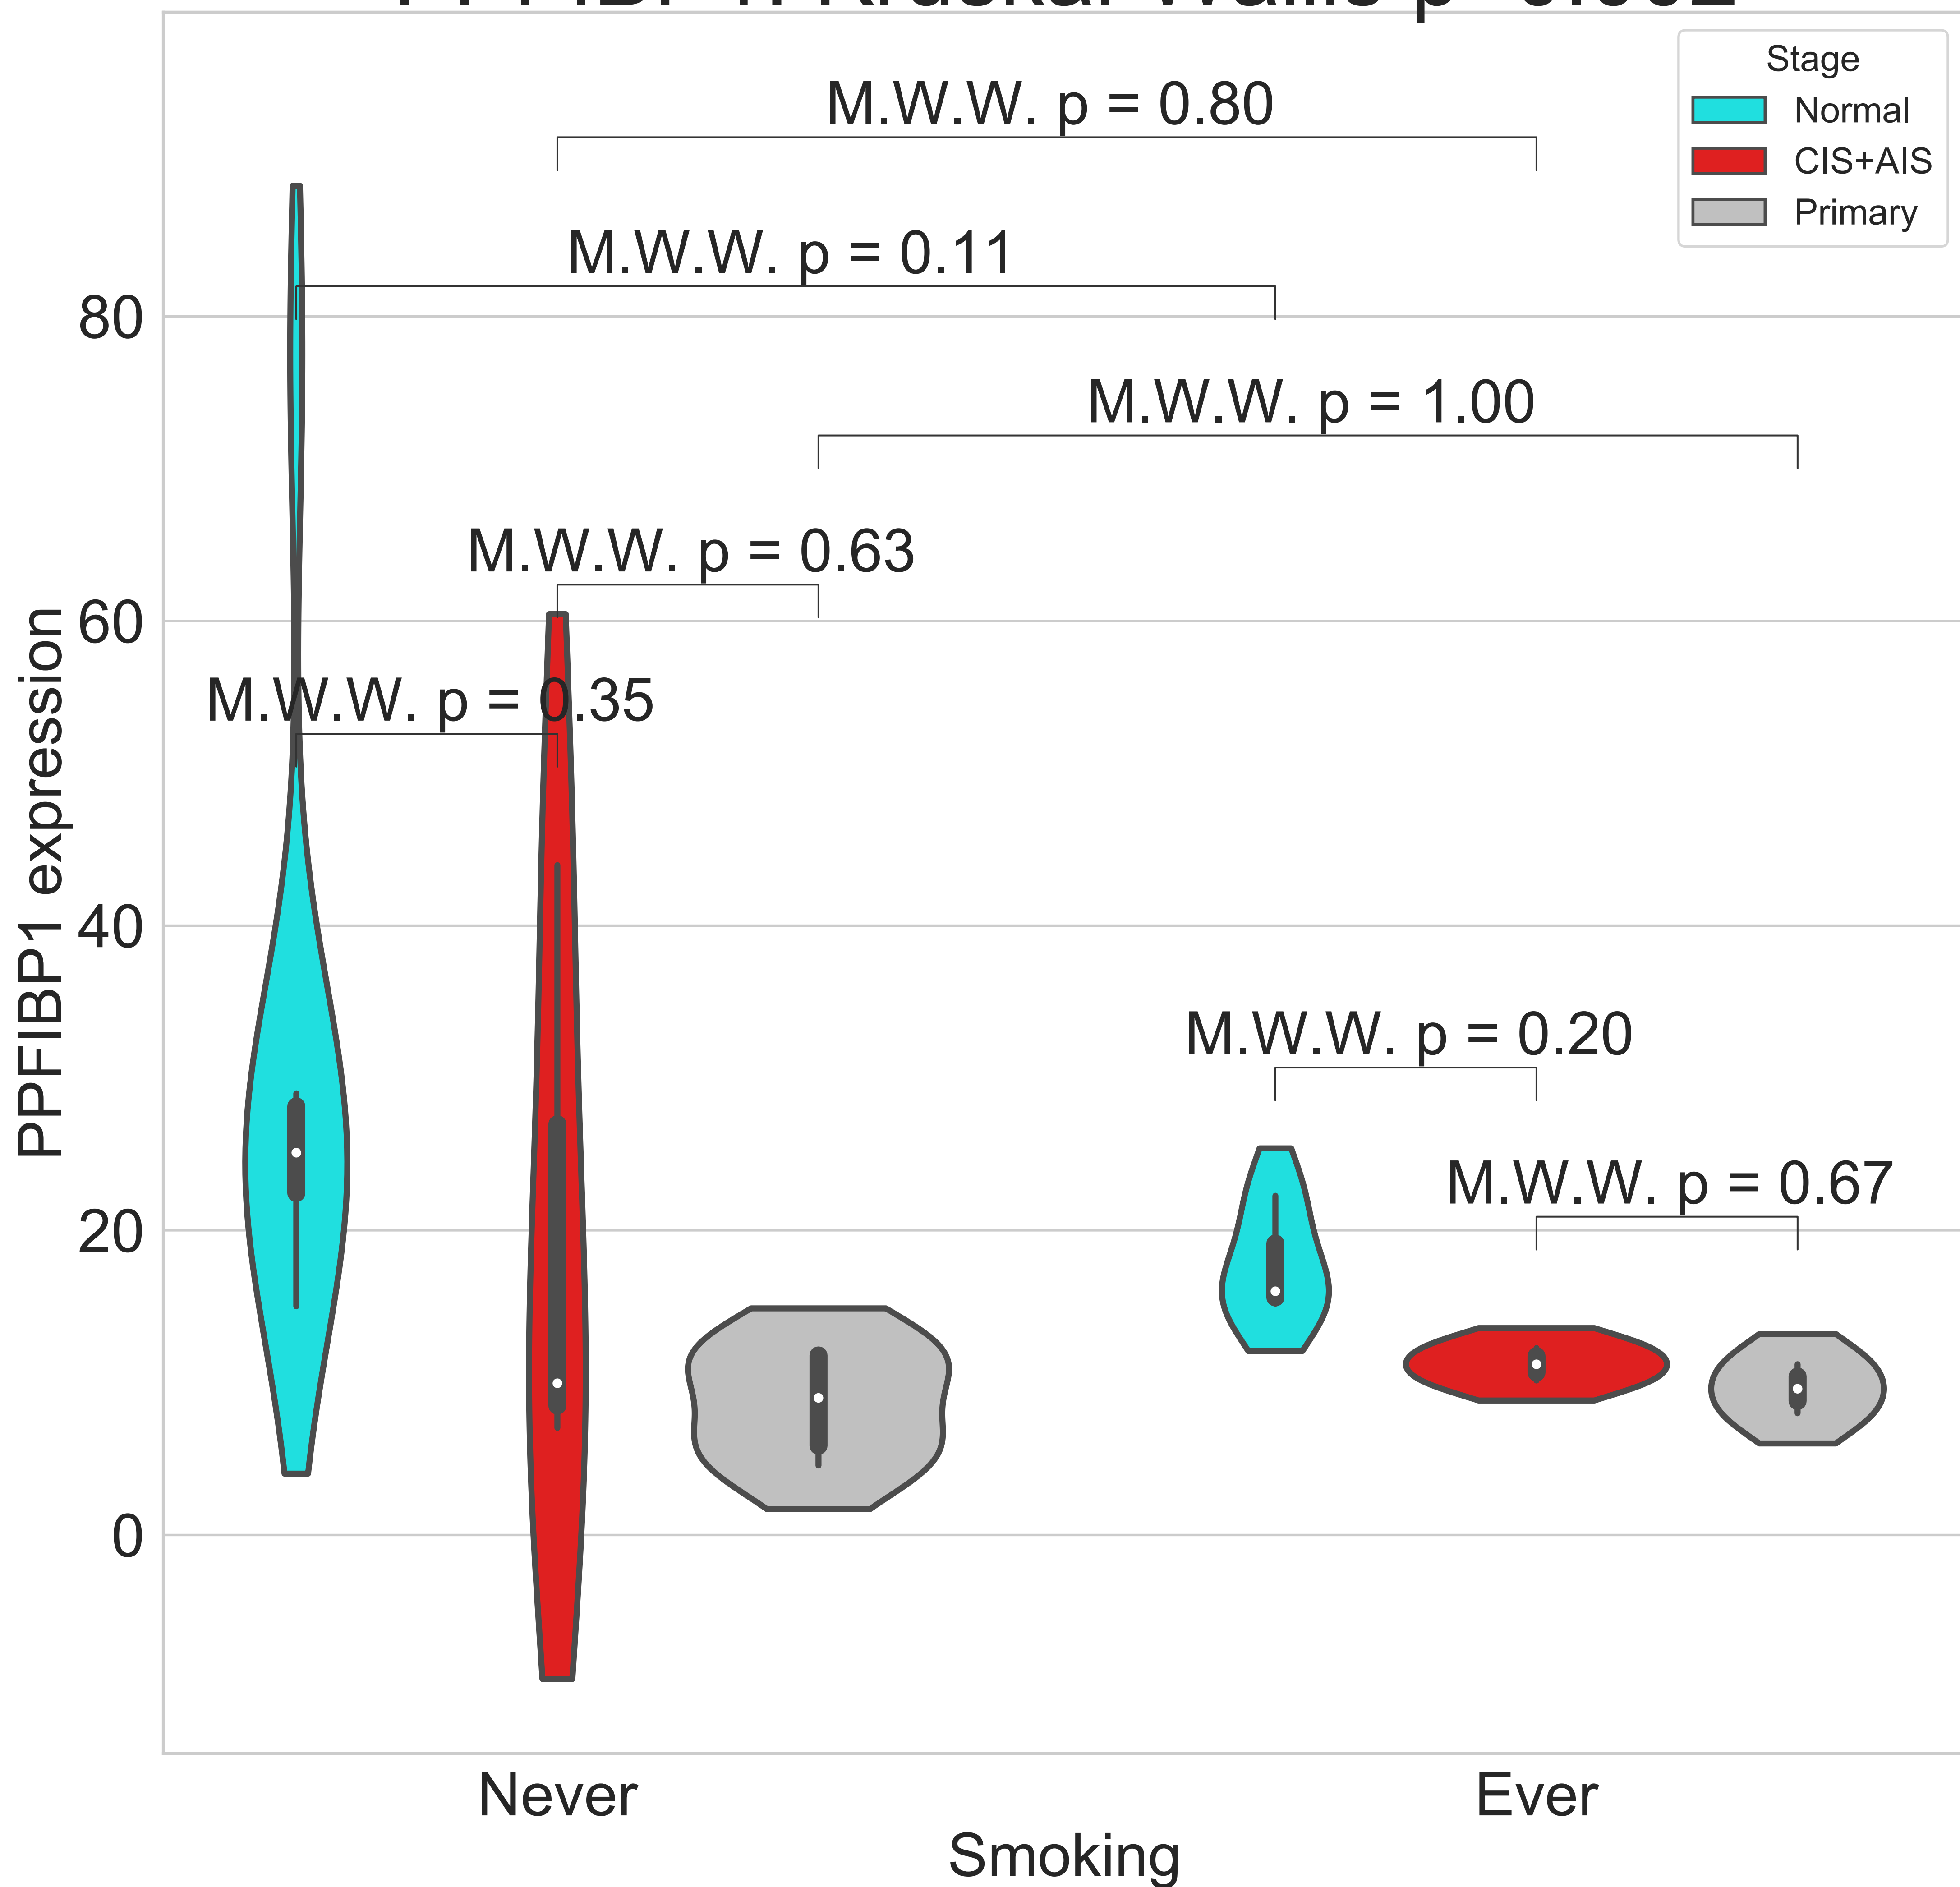 Stage
Normal
CIS+AIS
Primary
M.W.W. p = 0.80
M.W.W. p = 0.11
M.W.W. p = 1.00
M.W.W. p = 0.63
M.W.W. p = 0.35
M.W.W. p = 0.20
M.W.W. p = 0.67
PPFIBP1 expression
80
60
40
20
0
Never
Ever
Smoking